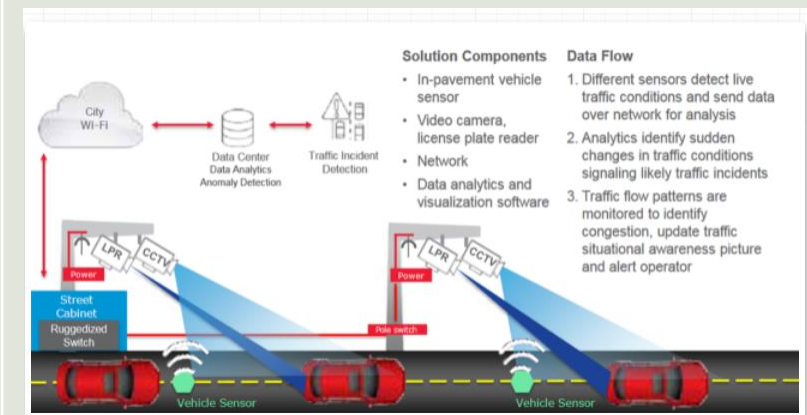 Solution Components
• In-pavement vehicle
sensor
• Video camera,
license plate reader
• Network
• Data analytics and
visualization software
Data Flow
1. Different sensors detect live
traffic conditions and send data
over network for analysis
2. Analytics identify sudden
changes in traffic conditions
signaling likely traffic incidents
3. Traffic flow patterns are
monitored to identify
congestion, update traffic
situational awareness picture
and alert operator
City
Wi-Fi
Data Center
Data Analytics
Anomaly Detection
Traffic Incident
Detection
LPR
CCTV
Power
LPR
CCTV
Power
Street
Cabinet
Ruggedized
Switch
Pole switch
Vehicle Sensor
Vehicle Sensor